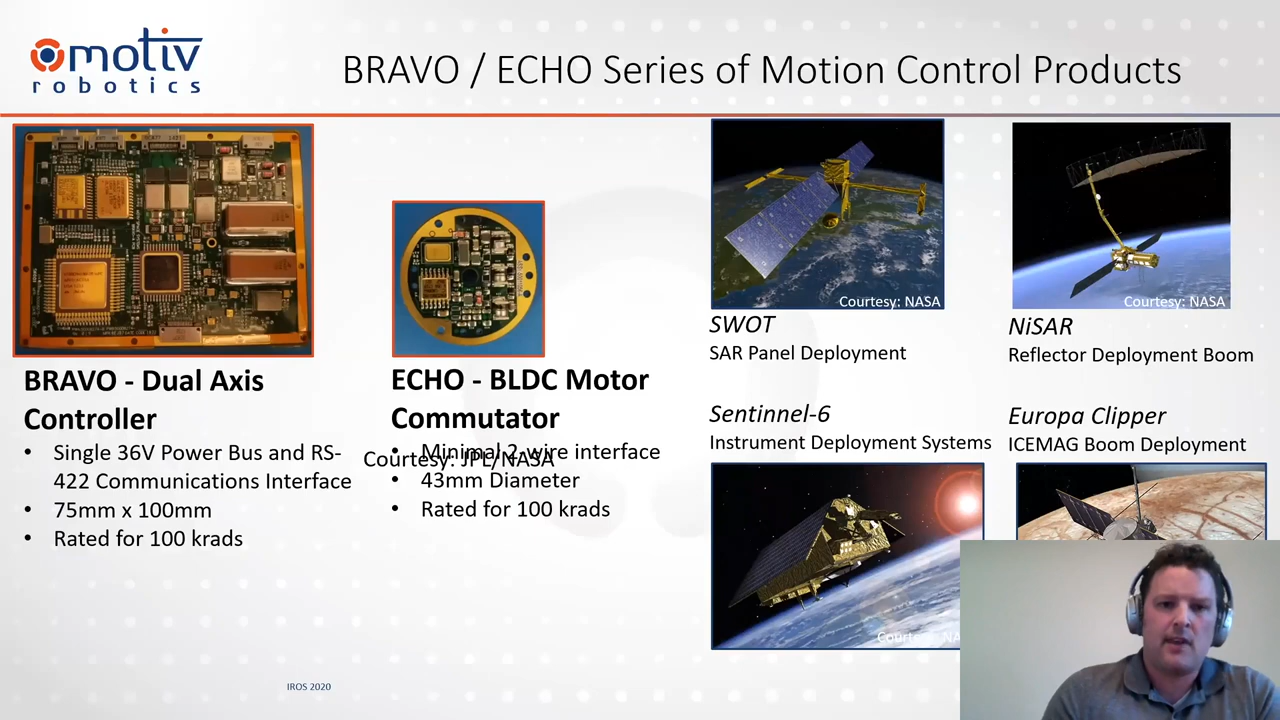 motiv
robotics
BRAVO / ECHO Series of Motion Control Products
BRAVO - Dual Axis
Controller
• Single 36V Power Bus and RS-
422 Communications Interface
• 75mm x 100mm
• Rated for 100 krads
ECHO - BLDC Motor
Commutator
• Minimal 2-wire interface
Courtesy: JPL/NASA
• 43mm Diameter
• Rated for 100 krads
Courtesy: NASA
SWOT
SAR Panel Deployment
Courtesy: NASA
NiSAR
Reflector Deployment Boom
Sentinnel-6
Instrument Deployment Systems
Europa Clipper
ICEMAG Boom Deployment
IROS 2020